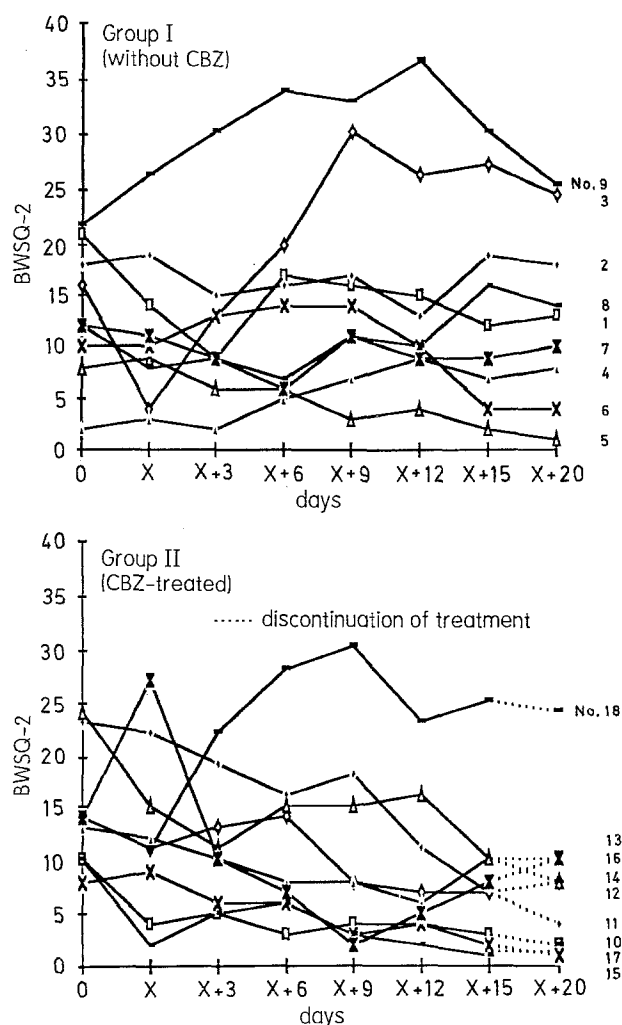 40
Group I
(without CBZ)
35
30
25
20
15
10
5
0
BWSQ-2
No. 9
3
2
8
1
7
4
6
5
0 X X+3 X+6 X+9 X+12 X+15 X+20
days
40
Group II
(CBZ-treated)
35
...... discontinuation of treatment
30
25
20
15
10
5
0
BWSQ-2
No. 18
13
16
14
12
11
10
17
15
0 X X+3 X+6 X+9 X+12 X+15 X+20
days